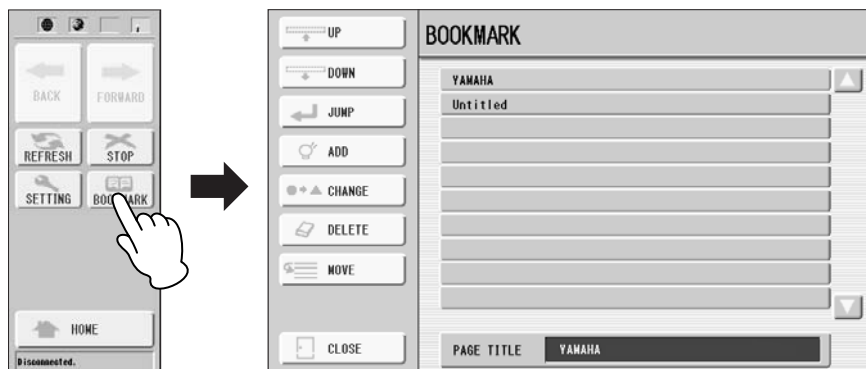 BACK FORWARD
REFRESH STOP
SETTING BOOKMARK
HOME
Disconnected.
UP
DOWN
JUMP
ADD
CHANGE
DELETE
MOVE
CLOSE
BOOKMARK
YAMAHA
Untitled
PAGE TITLE YAMAHA